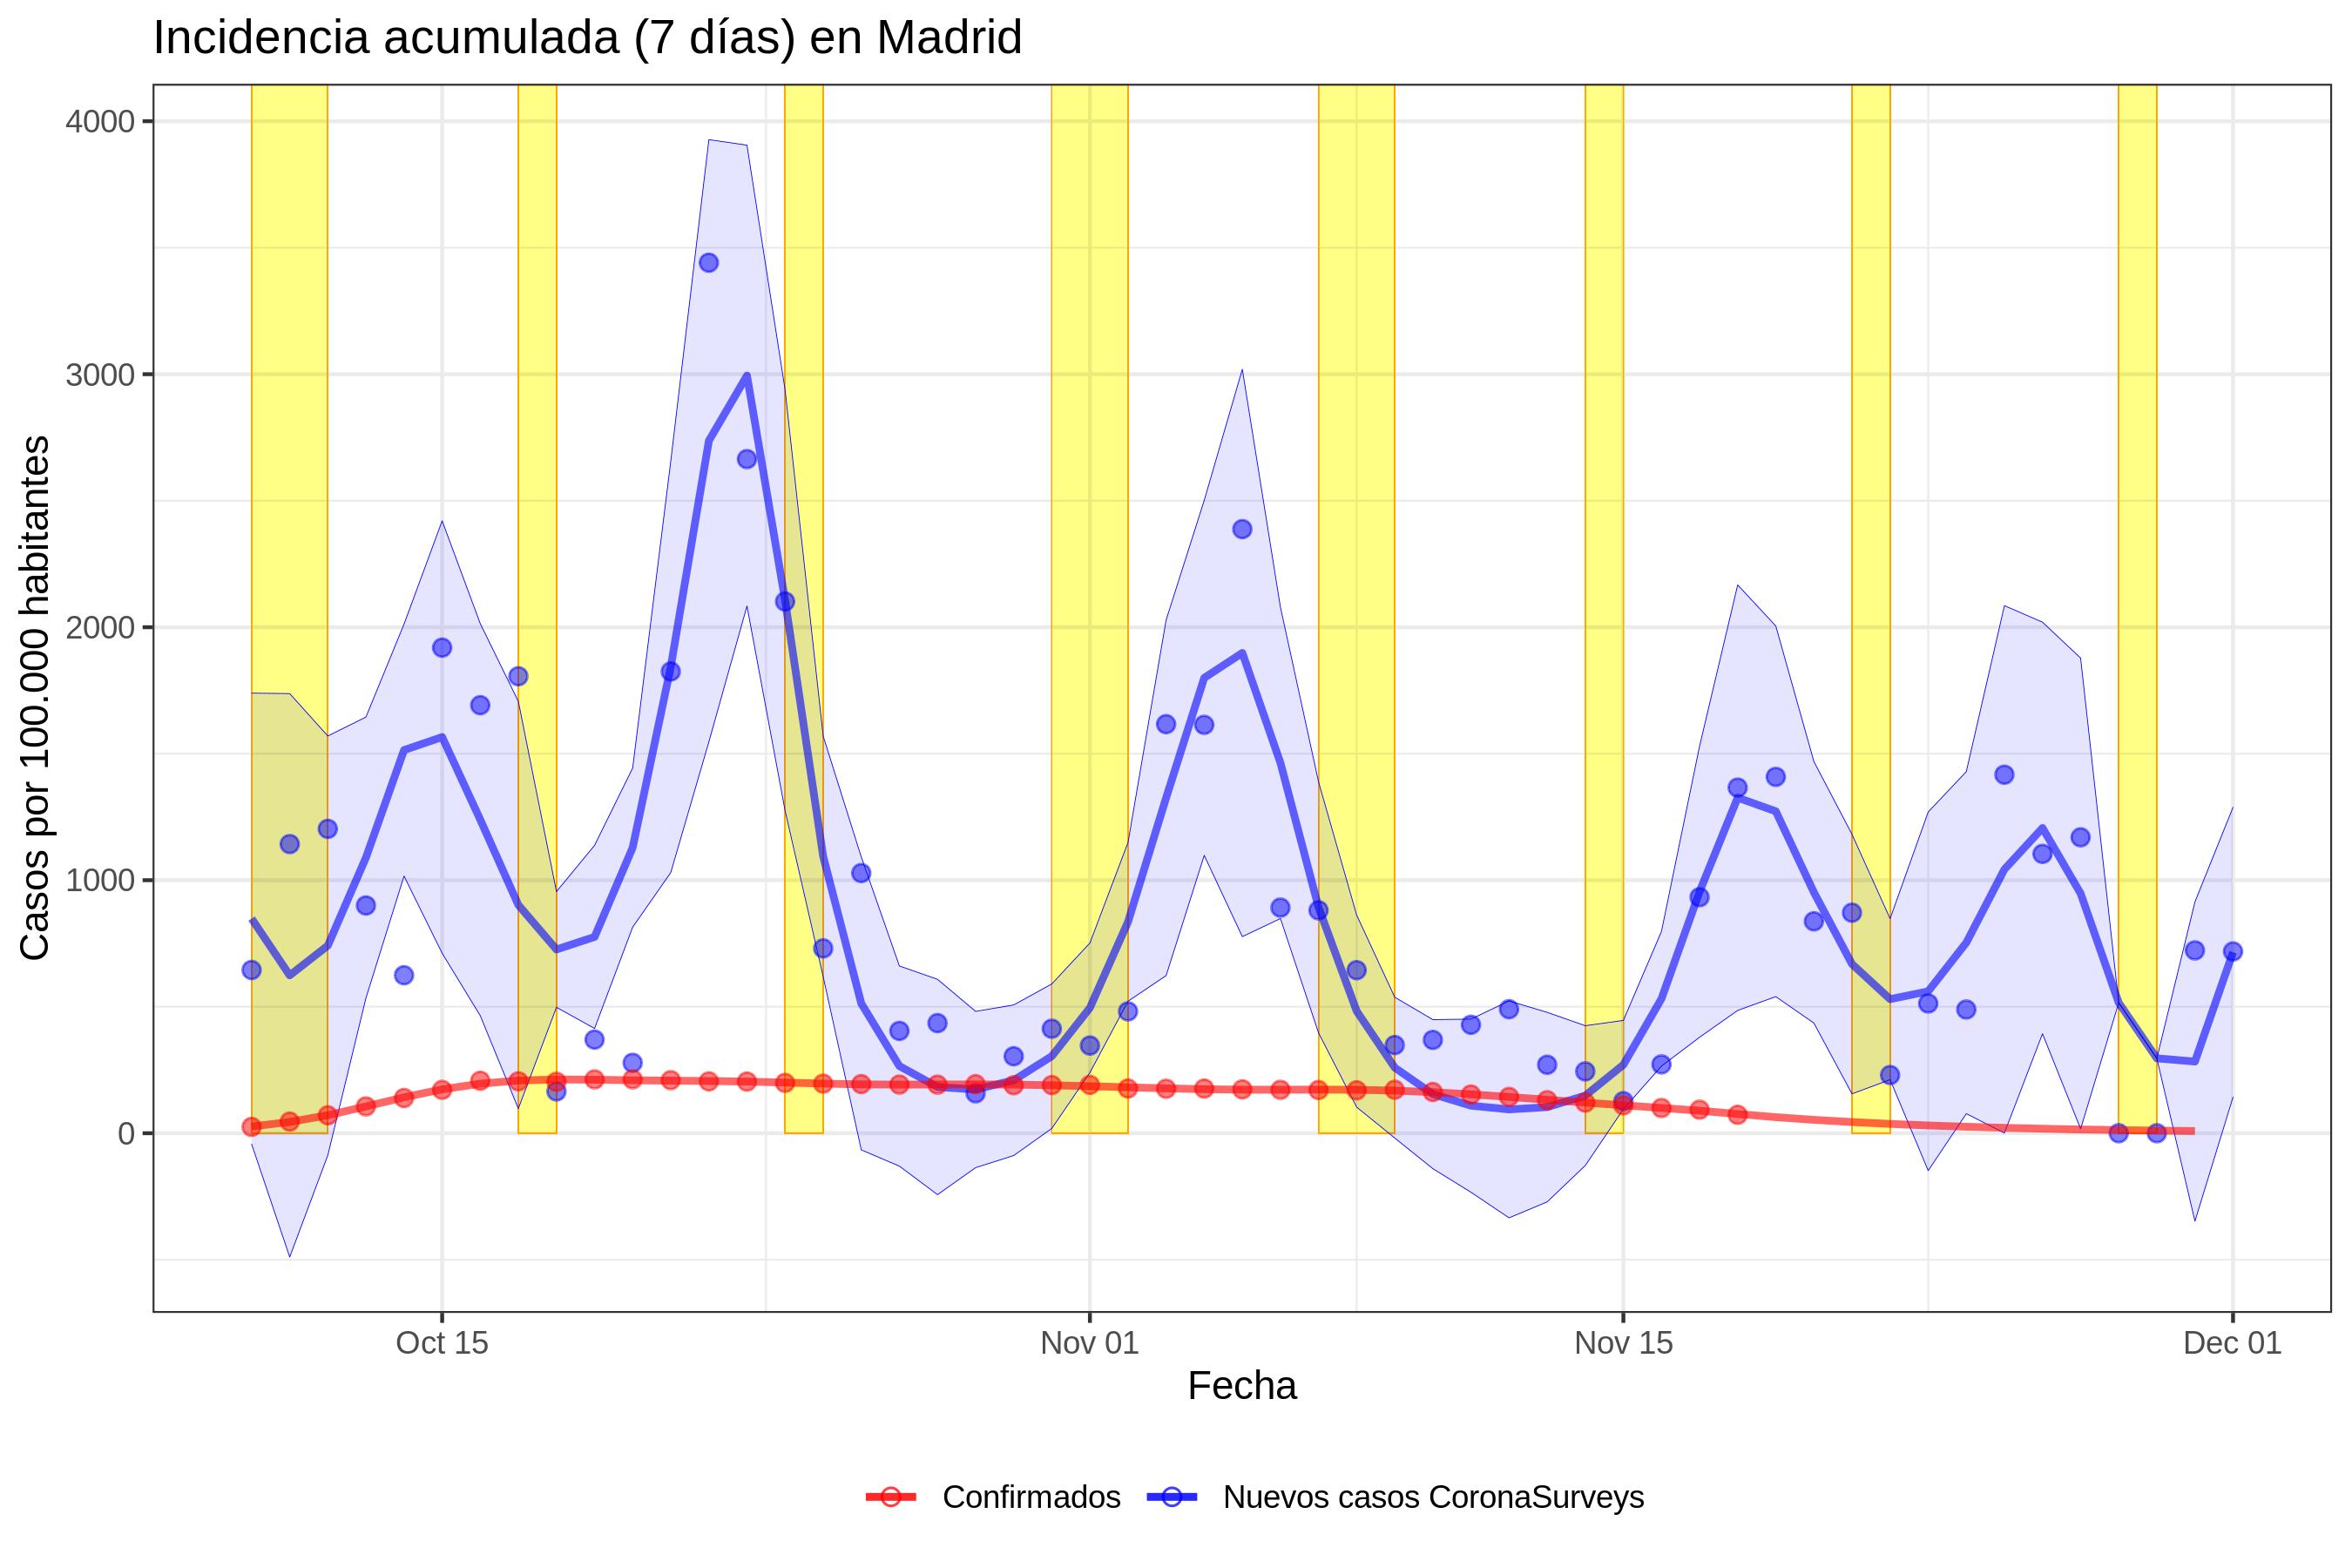 Incidencia acumulada (7 días) en Madrid
Casos por 100.000 habitantes
4000
3000
2000
1000
0
Oct 15
Nov 01
Nov 15
Dec 01
Fecha
Confirmados
Nuevos casos CoronaSurveys